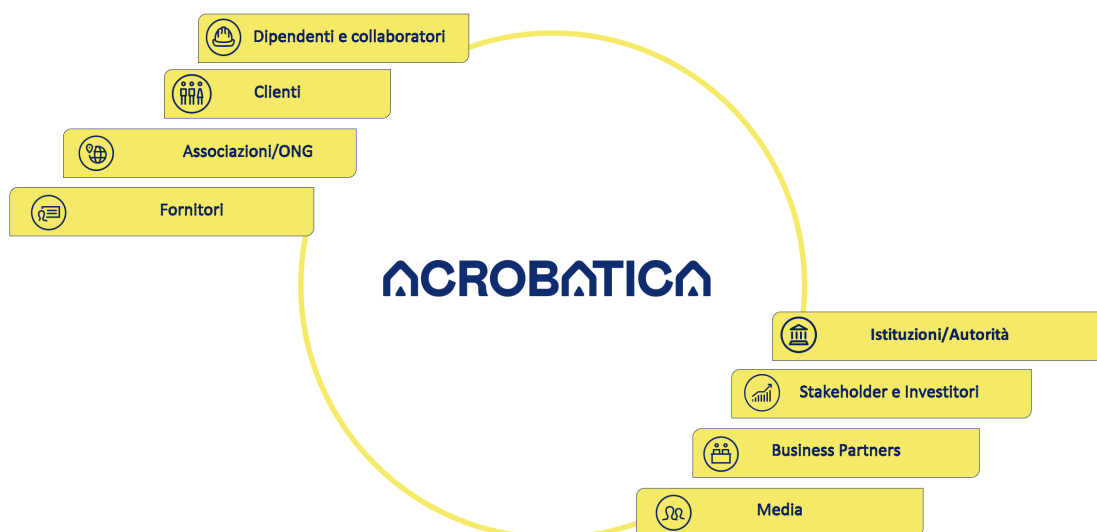 Dipendenti e collaboratori
Clienti
Associazioni/ONG
Fornitori
ACROBATICA
Istituzioni/Autorità
Stakeholder e Investitori
Business Partners
Media